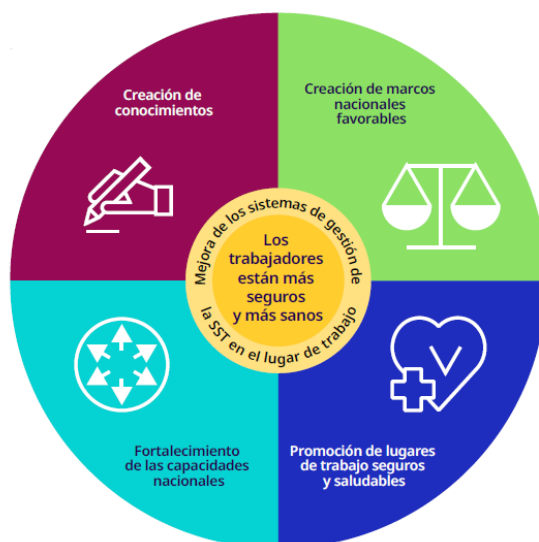 Creación de
conocimientos
Creación de marcos
nacionales
favorables
Mejora de los sistemas de gestión de
la SST en el lugar de trabajo
Los
trabajadores
están más
seguros
y más sanos
Fortalecimiento
de las capacidades
nacionales
Promoción de lugares
de trabajo seguros
y saludables